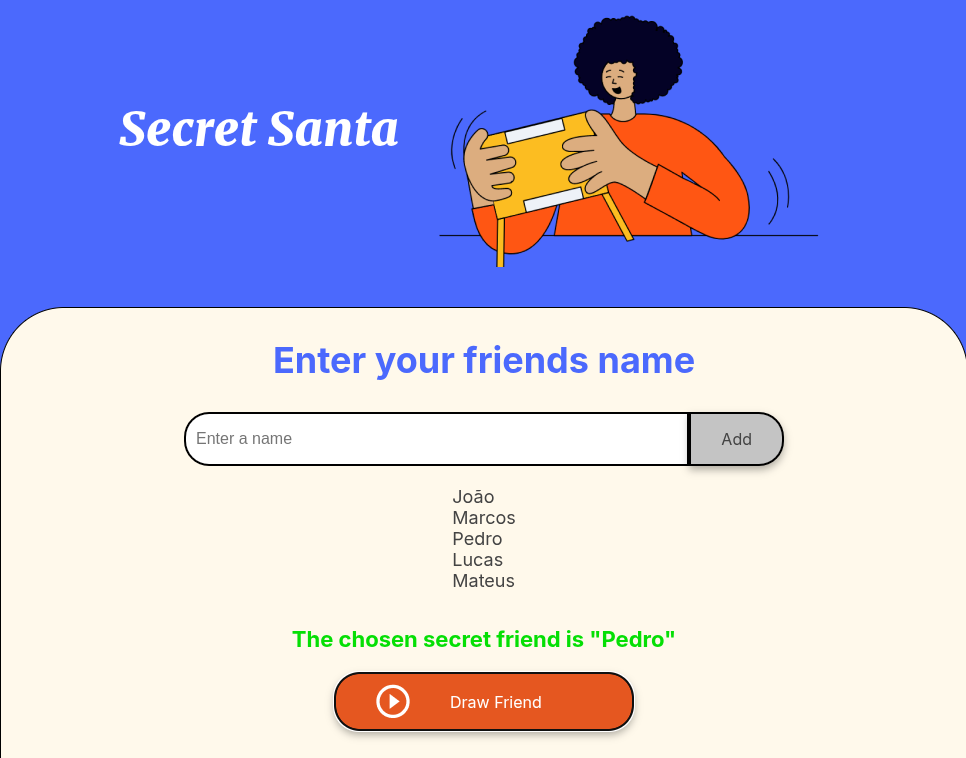 Secret Santa
Enter your friends name
Enter a name
Add
João
Marcos
Pedro
Lucas
Mateus
The chosen secret friend is "Pedro"
Draw Friend